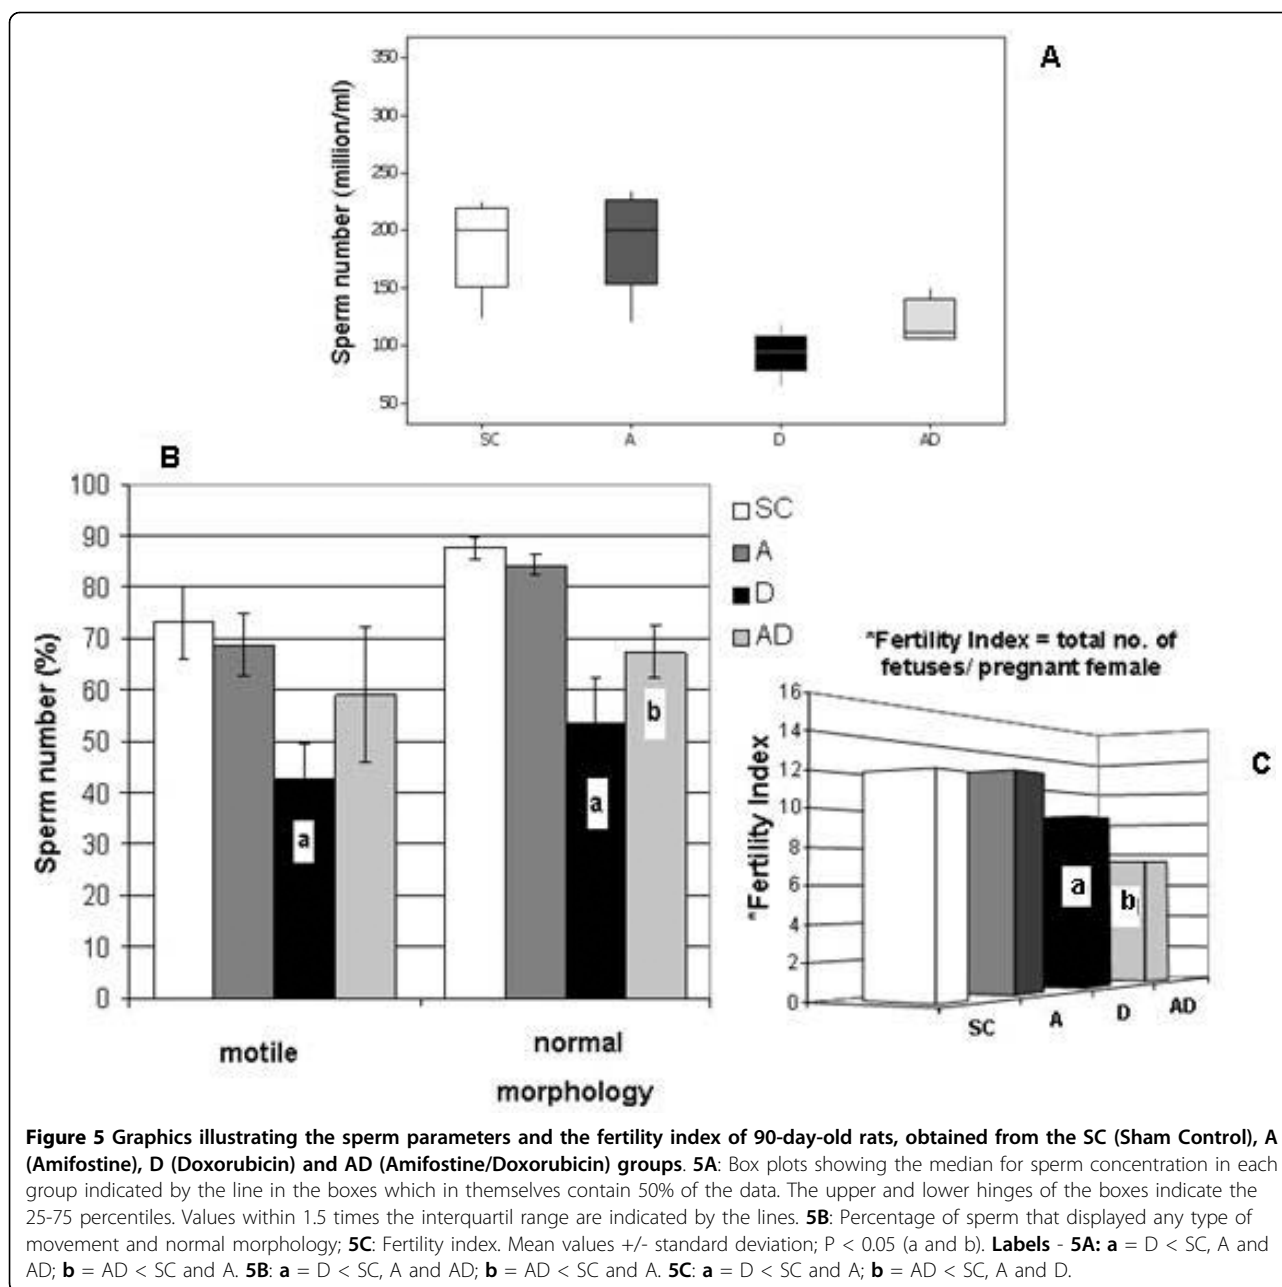 A
Sperm number (million/ml)
350
300
250
200
150
100
50
SC A D AD
B
Sperm number (%)
100
90
80
70
60
50
40
30
20
10
0
a
a
b
motile
normal
morphology
SC
A
D
AD
*Fertility Index = total no. of
fetuses/ pregnant female
C
*Fertility Index
16
14
12
10
8
6
4
2
0
a
b
SC A D AD
Figure 5 Graphics illustrating the sperm parameters and the fertility index of 90-day-old rats, obtained from the SC (Sham Control), A
(Amifostine), D (Doxorubicin) and AD (Amifostine/Doxorubicin) groups. 5A: Box plots showing the median for sperm concentration in each
group indicated by the line in the boxes which in themselves contain 50% of the data. The upper and lower hinges of the boxes indicate the
25-75 percentiles. Values within 1.5 times the interquartil range are indicated by the lines. 5B: Percentage of sperm that displayed any type of
movement and normal morphology; 5C: Fertility index. Mean values +/- standard deviation; P < 0.05 (a and b). Labels - 5A: a = D < SC, A and
AD; b = AD < SC and A. 5B: a = D < SC, A and AD; b = AD < SC and A. 5C: a = D < SC and A; b = AD < SC, A and D.